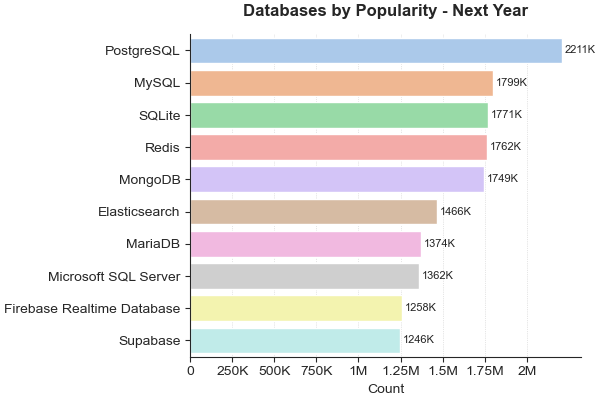 Databases by Popularity - Next Year
PostgreSQL 2211K
MySQL 1799K
SQLite 1771K
Redis 1762K
MongoDB 1749K
Elasticsearch 1466K
MariaDB 1374K
Microsoft SQL Server 1362K
Firebase Realtime Database 1258K
Supabase 1246K
0 250K 500K 750K 1M 1.25M 1.5M 1.75M 2M
Count